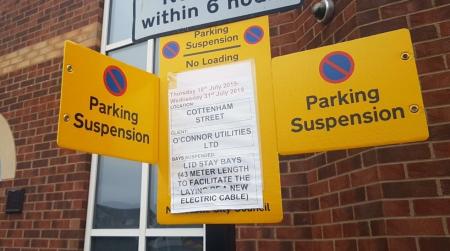 within 6 hou
Parking
Suspension
No Loading
Thursday 18th July 2019-
Wednesday 31st July 2019
LOCATION
COTTENHAM
STREET
CLIENT
O'CONNOR UTILITIES
LTD
BAYS SUSPENDED
LTD STAY BAYS
(43 METER LENGTH
TO FACILITATE THE
LAYING OF A NEW
ELECTRIC CABLE)
City Council
Parking
Suspension
Parking
Suspension